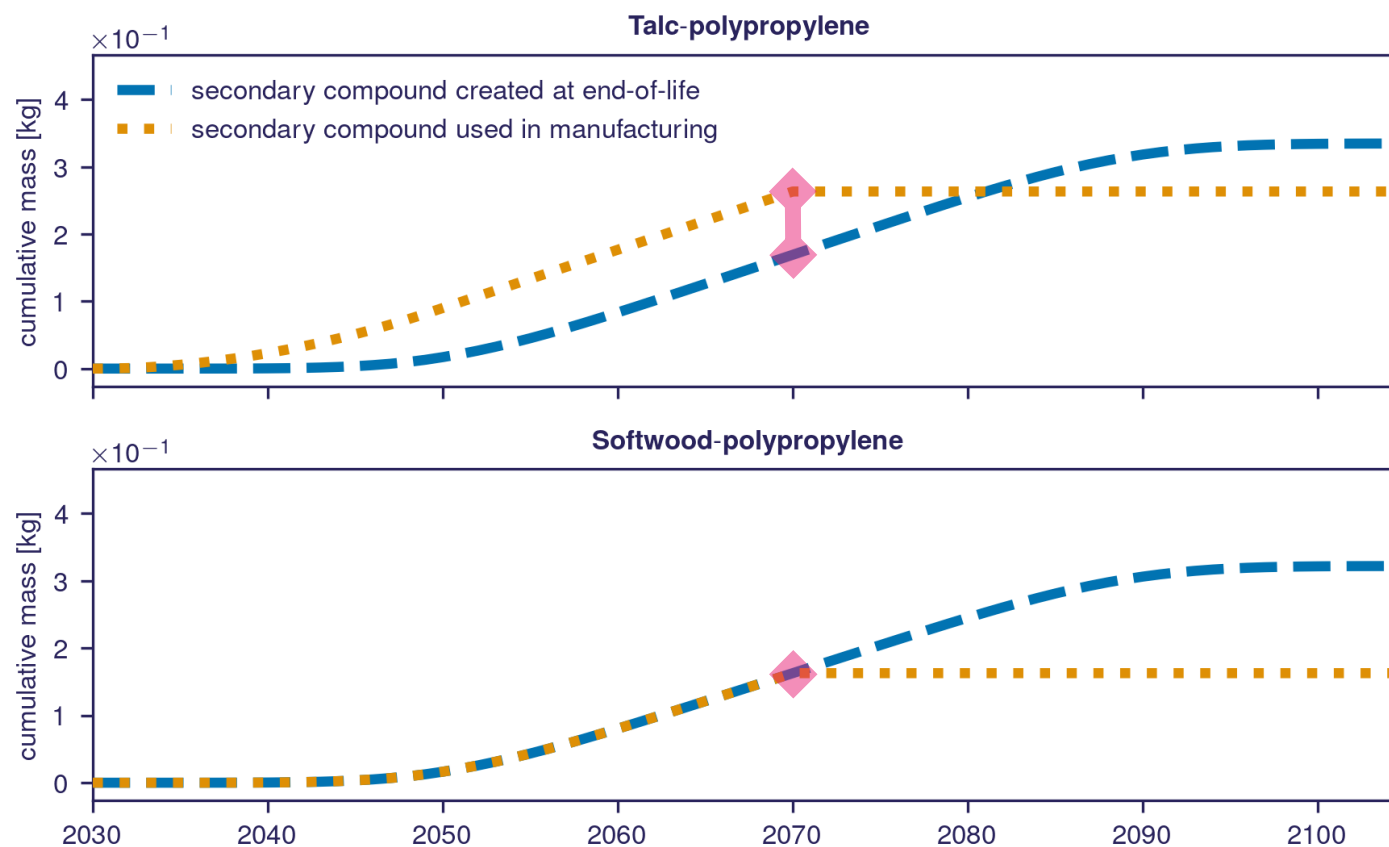 Talc-polypropylene
×10⁻¹
cumulative mass [kg]
4
3
2
1
0
secondary compound created at end-of-life
secondary compound used in manufacturing
Softwood-polypropylene
×10⁻¹
cumulative mass [kg]
4
3
2
1
0
2030 2040 2050 2060 2070 2080 2090 2100